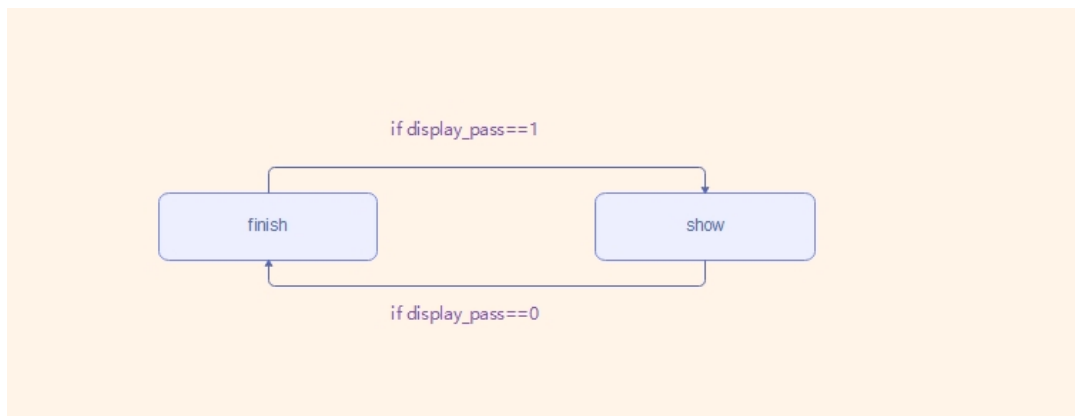 if display_pass==1
finish
show
if display_pass==0